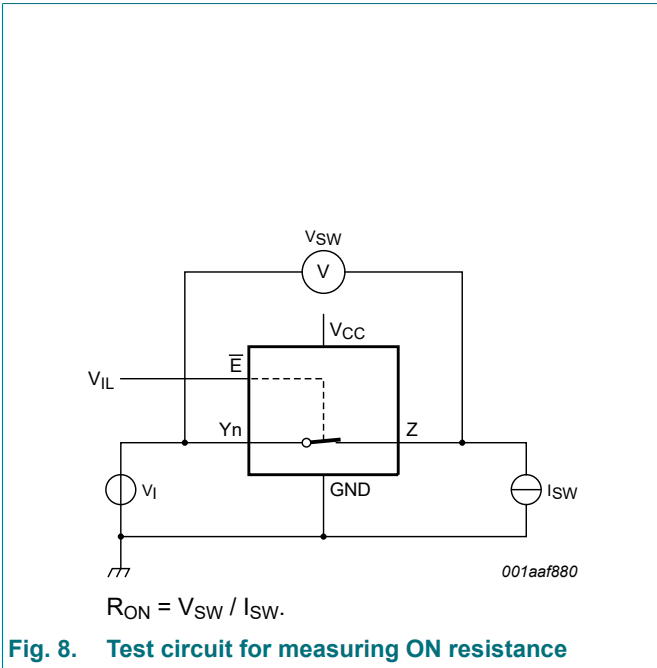 VSW
V
VCC
E
VIL
Yn
Z
VI
GND
ISW
001aaf880
RON = VSW / ISW.
Fig. 8. Test circuit for measuring ON resistance